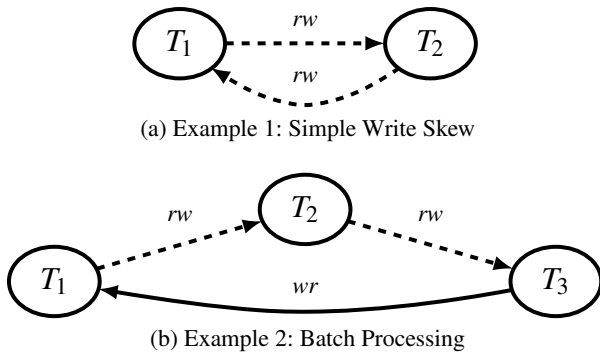 rw
T1 T2
rw
(a) Example 1: Simple Write Skew
T2
rw rw
T1 T3
wr
(b) Example 2: Batch Processing